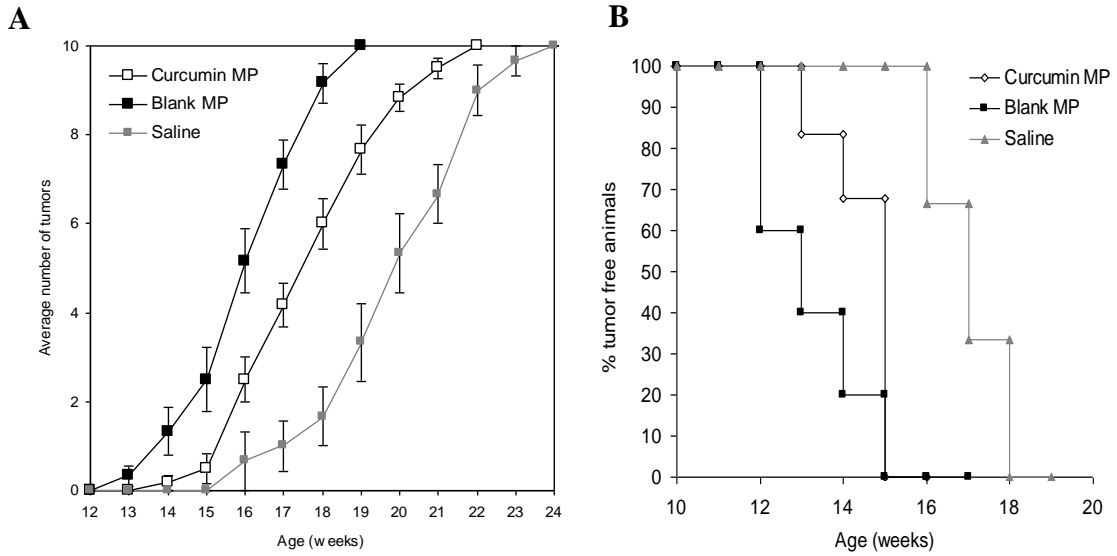 A
Average number of tumors
10
8
6
4
2
0
Curcumin MP
Blank MP
Saline
12 13 14 15 16 17 18 19 20 21 22 23 24
Age (weeks)
B
% tumor free animals
100
90
80
70
60
50
40
30
20
10
0
Curcumin MP
Blank MP
Saline
10 12 14 16 18 20
Age (weeks)